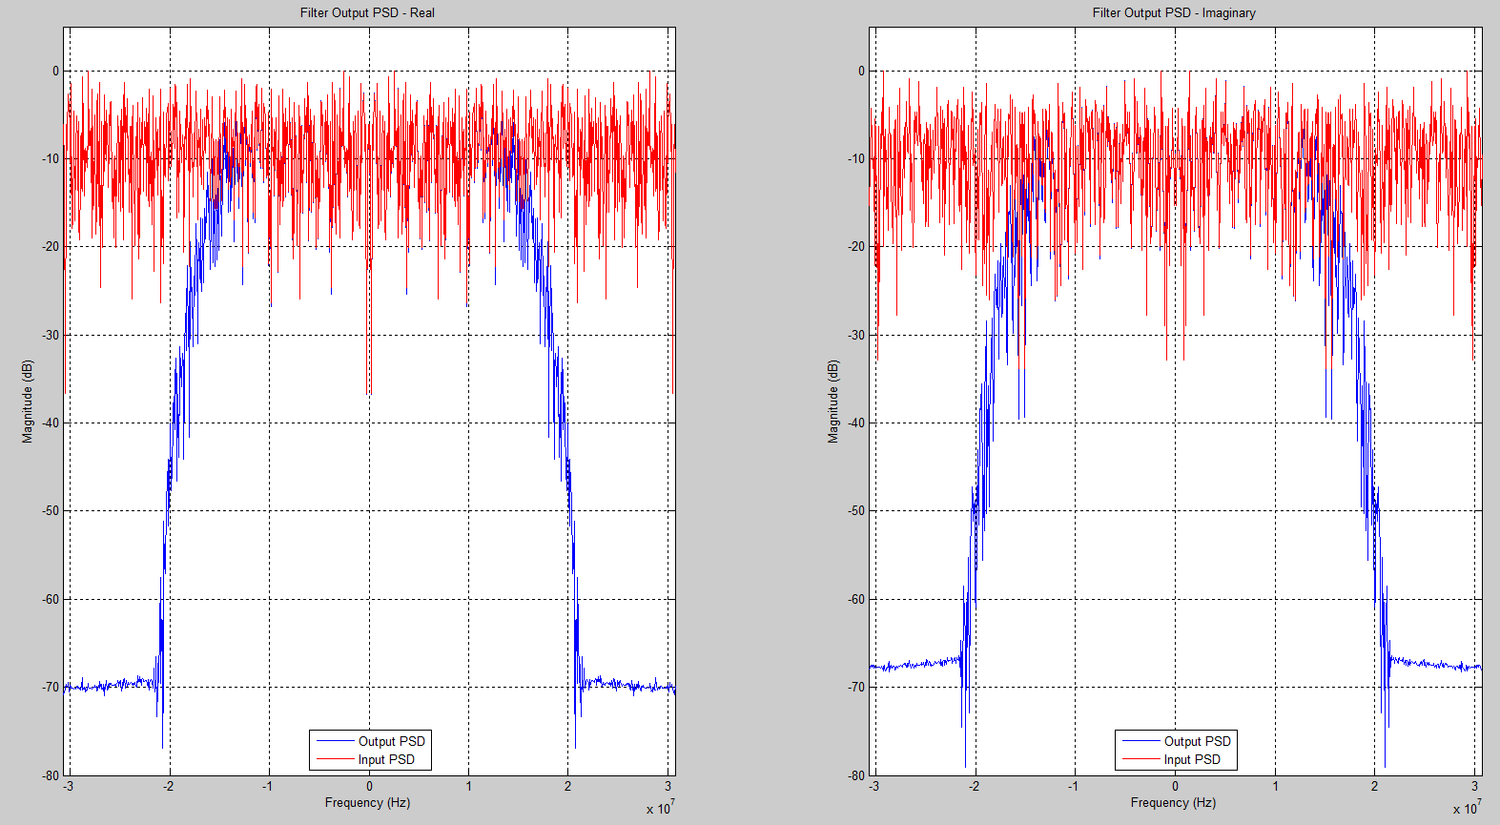 Filter Output PSD - Real
0
-10
-20
-30
-40
-50
-60
-70
-80
Magnitude (dB)
-3 -2 -1 0 1 2 3
Frequency (Hz)
x 10^7
Output PSD
Input PSD
Filter Output PSD - Imaginary
0
-10
-20
-30
-40
-50
-60
-70
-80
Magnitude (dB)
-3 -2 -1 0 1 2 3
Frequency (Hz)
x 10^7
Output PSD
Input PSD